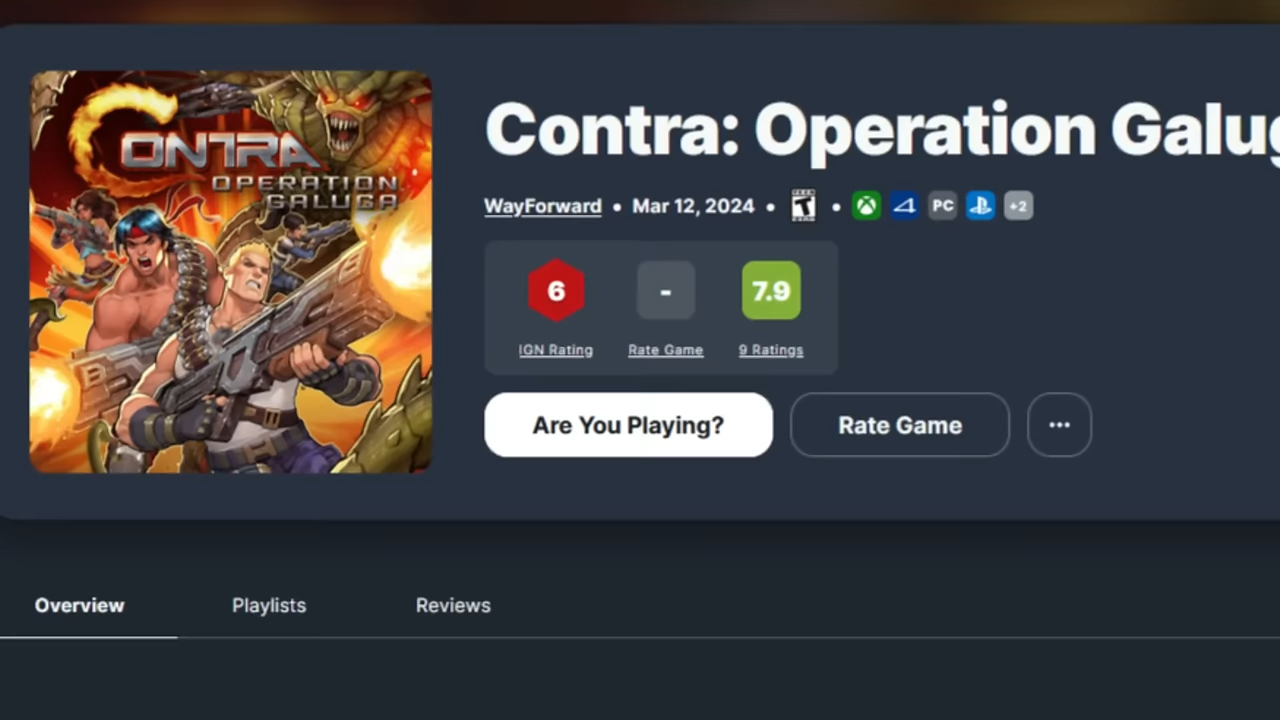 CONTRA
OPERATION
GALUGA
Contra: Operation Galug
WayForward • Mar 12, 2024 • TEEN T • PC +2
6 - 7.9
IGN Rating Rate Game 9 Ratings
Are You Playing? Rate Game ...
Overview Playlists Reviews